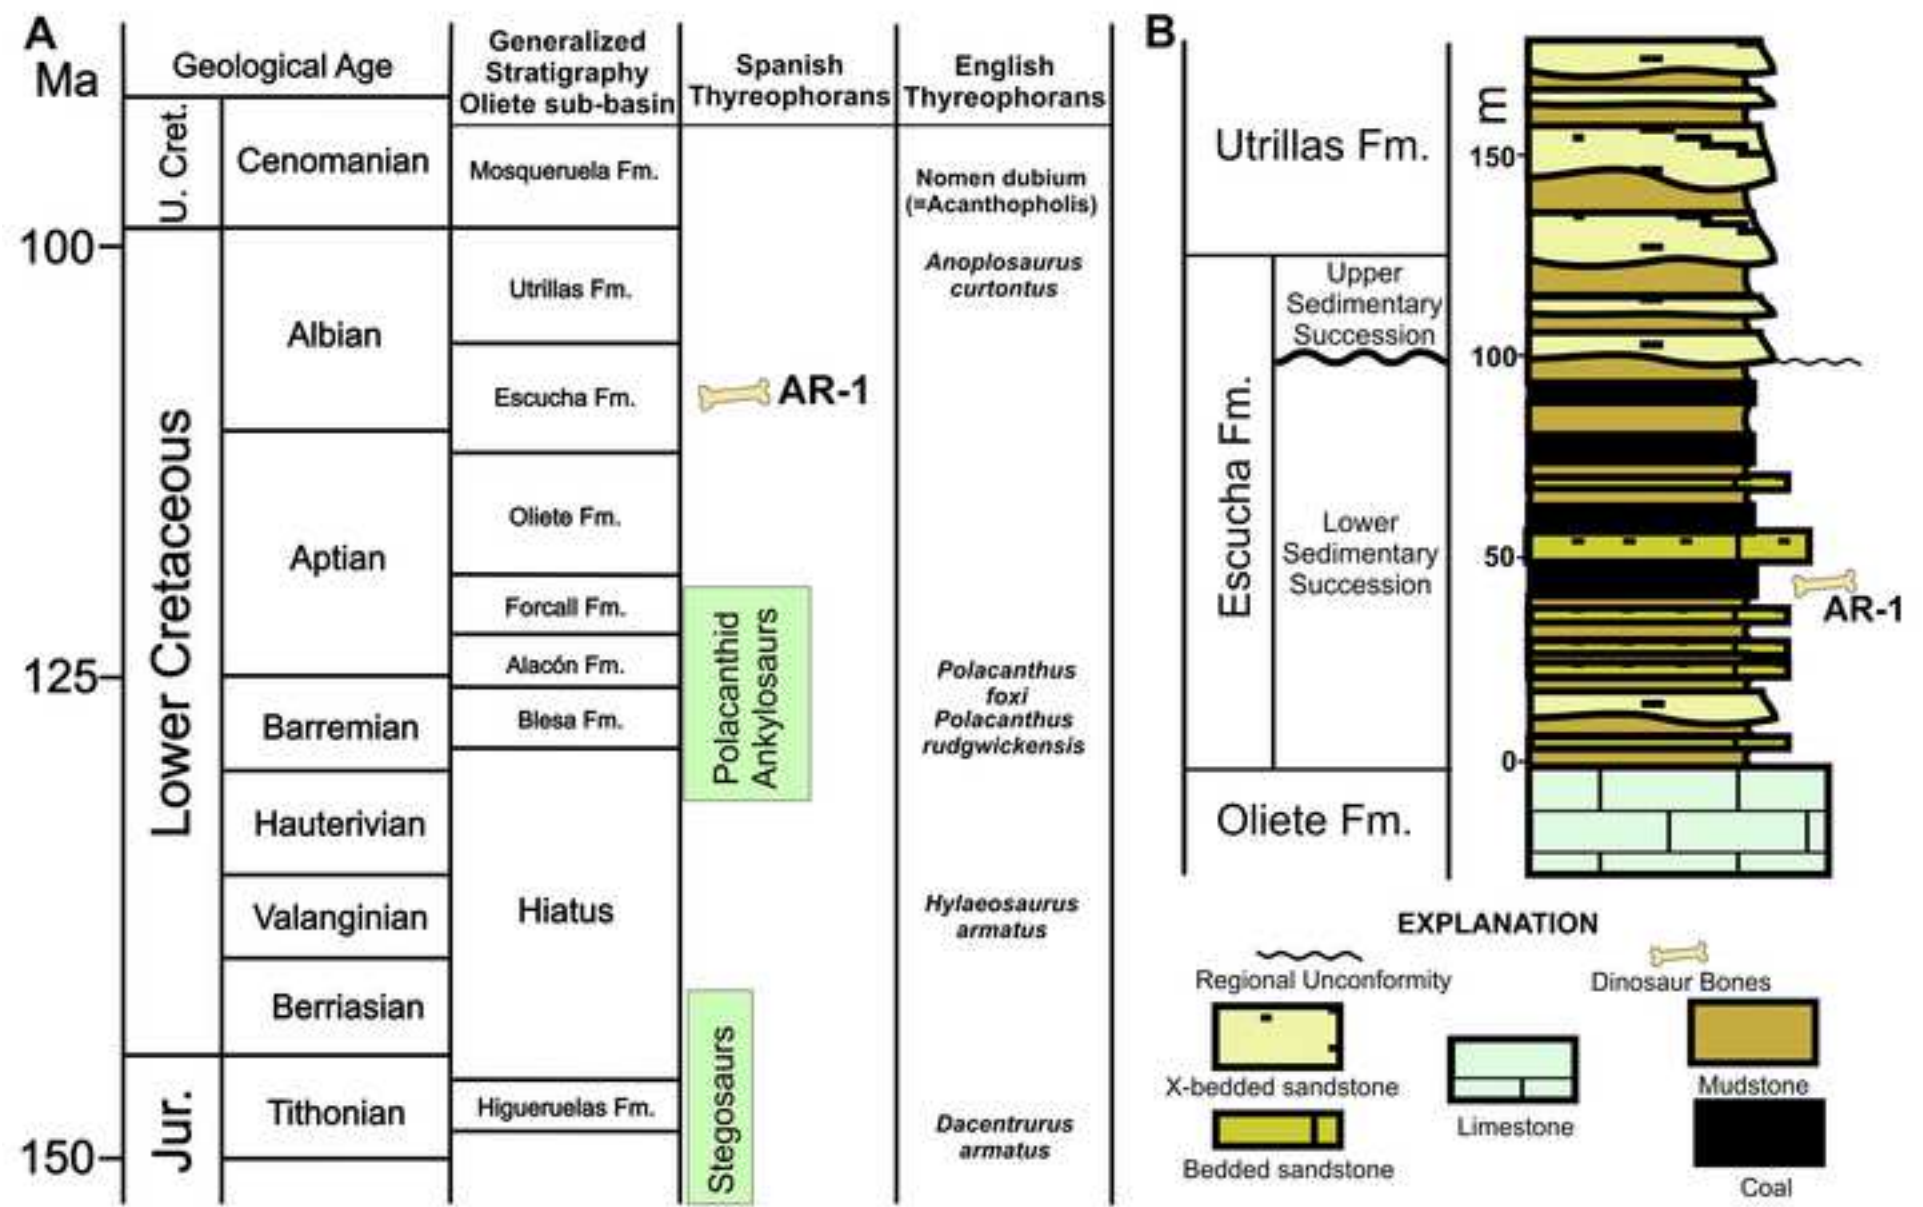 A
Ma
Geological Age
Generalized
Stratigraphy
Oliete sub-basin
Spanish
Thyreophorans
English
Thyreophorans
U. Cret.
Cenomanian
Mosqueruela Fm.
Nomen dubium
(=Acanthopholis)
100
Lower Cretaceous
Albian
Utrillas Fm.
Anoplosaurus
curtontus
Escucha Fm.
AR-1
Aptian
Oliete Fm.
Forcall Fm.
Polacanthid
Ankylosaurs
Alacón Fm.
Polacanthus
foxi
125
Barremian
Blesa Fm.
Polacanthus
rudgwickensis
Hauterivian
Hiatus
Valanginian
Hylaeosaurus
armatus
Berriasian
Stegosaurs
Jur.
Tithonian
Higueruelas Fm.
Dacentrurus
armatus
150
B
Utrillas Fm.
m
150
Escucha Fm.
Upper
Sedimentary
Succession
100
Lower
Sedimentary
Succession
50
AR-1
0
Oliete Fm.
EXPLANATION
Regional Unconformity
Dinosaur Bones
X-bedded sandstone
Limestone
Mudstone
Bedded sandstone
Coal